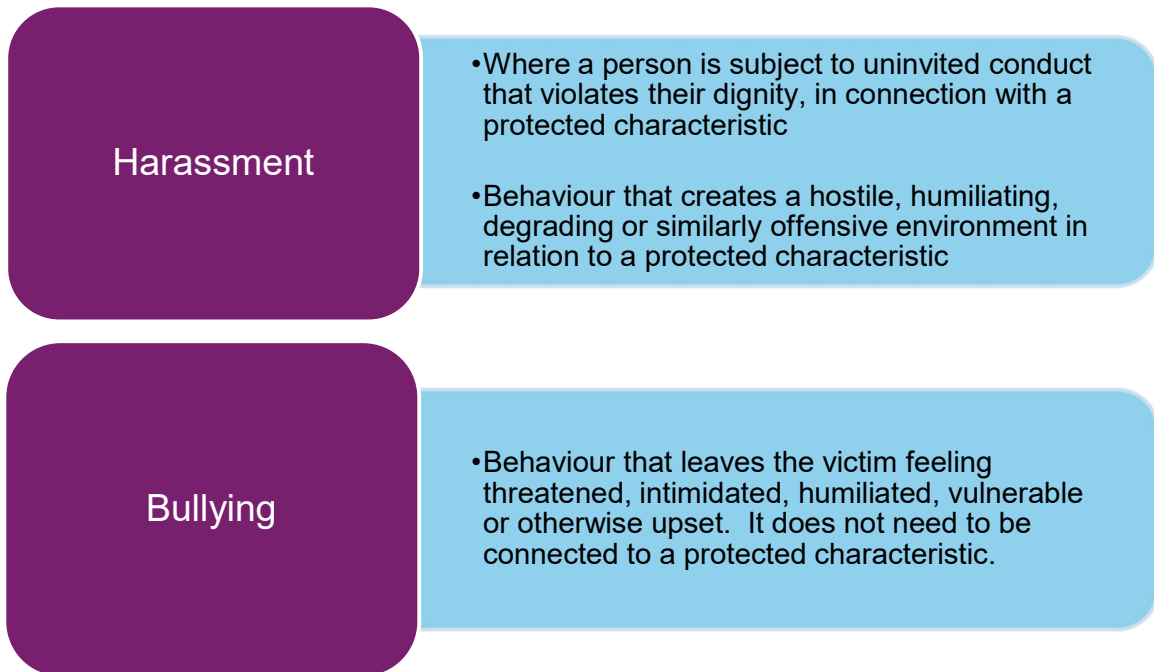 Harassment
•Where a person is subject to uninvited conduct
that violates their dignity, in connection with a
protected characteristic
•Behaviour that creates a hostile, humiliating,
degrading or similarly offensive environment in
relation to a protected characteristic
Bullying
•Behaviour that leaves the victim feeling
threatened, intimidated, humiliated, vulnerable
or otherwise upset.  It does not need to be
connected to a protected characteristic.